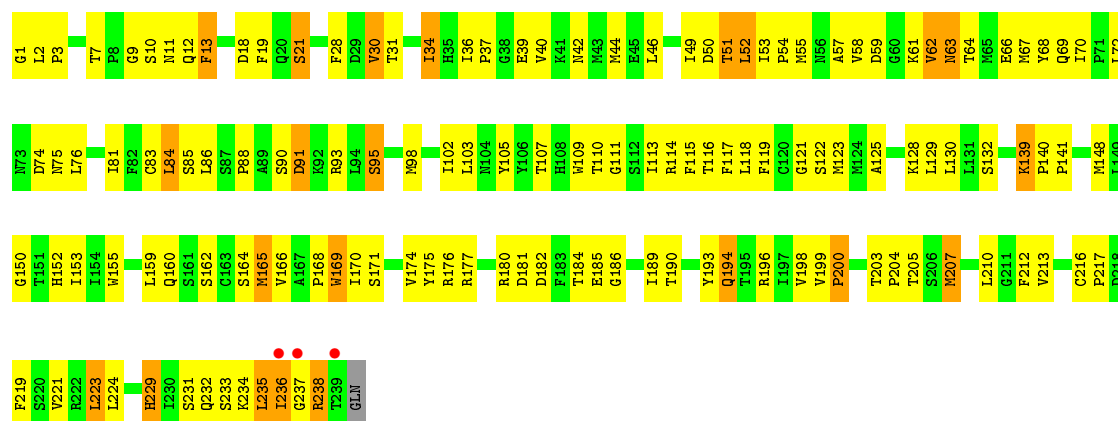 G1 L2 P3 T7 P8 G9 S10 N11 Q12 F13 D18 F19 Q20 S21 F28 D29 V30 T31 I34 H35 I36 P37 G38 E39 V40 K41 N42 M43 M44 E45 L46 I49 D50 T51 L52 I53 P54 M55 N56 A57 V58 D59 G60 K61 V62 N63 T64 M65 E66 M67 Y68 Q69 I70 P71 L72
N73 D74 N75 L76 I81 F82 C83 L84 S85 L86 S87 P88 A89 S90 D91 K92 R93 L94 S95 M98 I102 L103 N104 Y105 Y106 T107 H108 W109 T110 G111 S112 I113 R114 F115 T116 F117 L118 F119 C120 G121 S122 M123 M124 A125 K128 L129 L130 L131 S132 K139 P140 P141 M148 L149
G150 T151 H152 I153 I154 W155 L159 Q160 S161 S162 C163 S164 M165 V166 A167 P168 W169 I170 S171 V174 Y175 R176 R177 R180 D181 D182 F183 T184 E185 G186 I189 T190 Y193 Q194 T195 R196 I197 V198 V199 P200 T203 P204 T205 S206 M207 L210 G211 F212 V213 C216 P217 D218
F219 S220 V221 R222 L223 L224 H229 I230 S231 Q232 S233 K234 L235 I236 G237 R238 T239 GLN